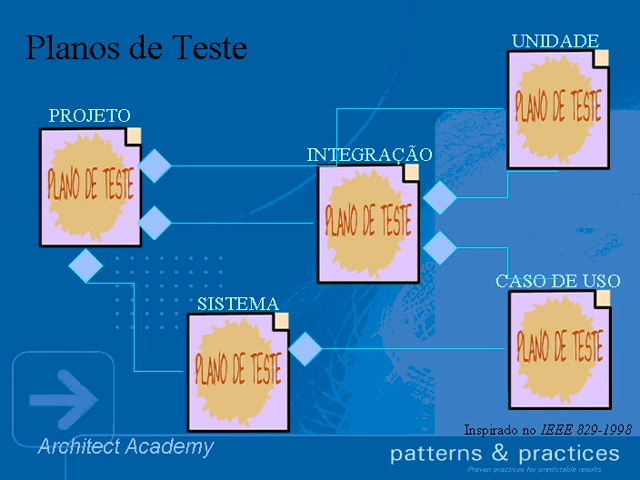 Planos de Teste
UNIDADE
PLANO DE TESTE
PROJETO
PLANO DE TESTE
INTEGRAÇÃO
PLANO DE TESTE
CASO DE USO
PLANO DE TESTE
SISTEMA
PLANO DE TESTE
Inspirado no IEEE 829-1998
Architect Academy
patterns & practices
Proven practices for predictable results